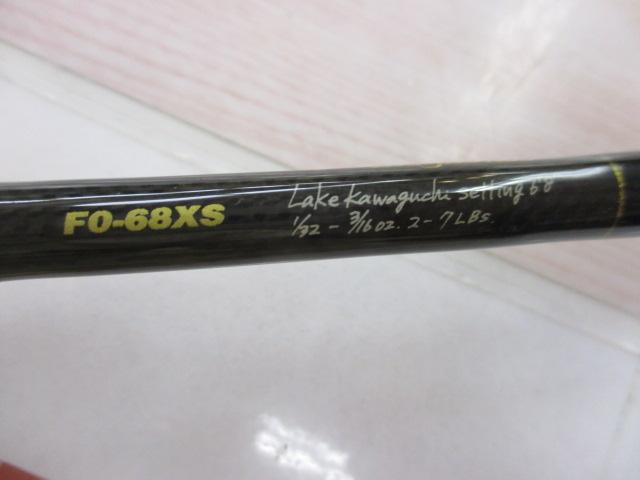 F0-68XS
Lake Kawaguchi setting 68
1/32 - 3/16 oz. 2 - 7 LBS.